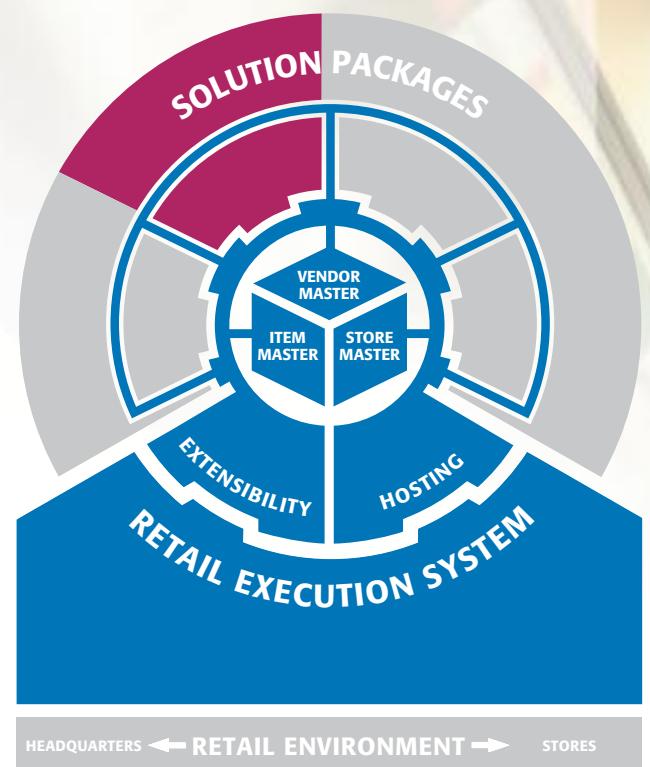 SOLUTION PACKAGES
VENDOR
MASTER
ITEM
MASTER
STORE
MASTER
EXTENSIBILITY
HOSTING
RETAIL EXECUTION SYSTEM
HEADQUARTERS RETAIL ENVIRONMENT STORES